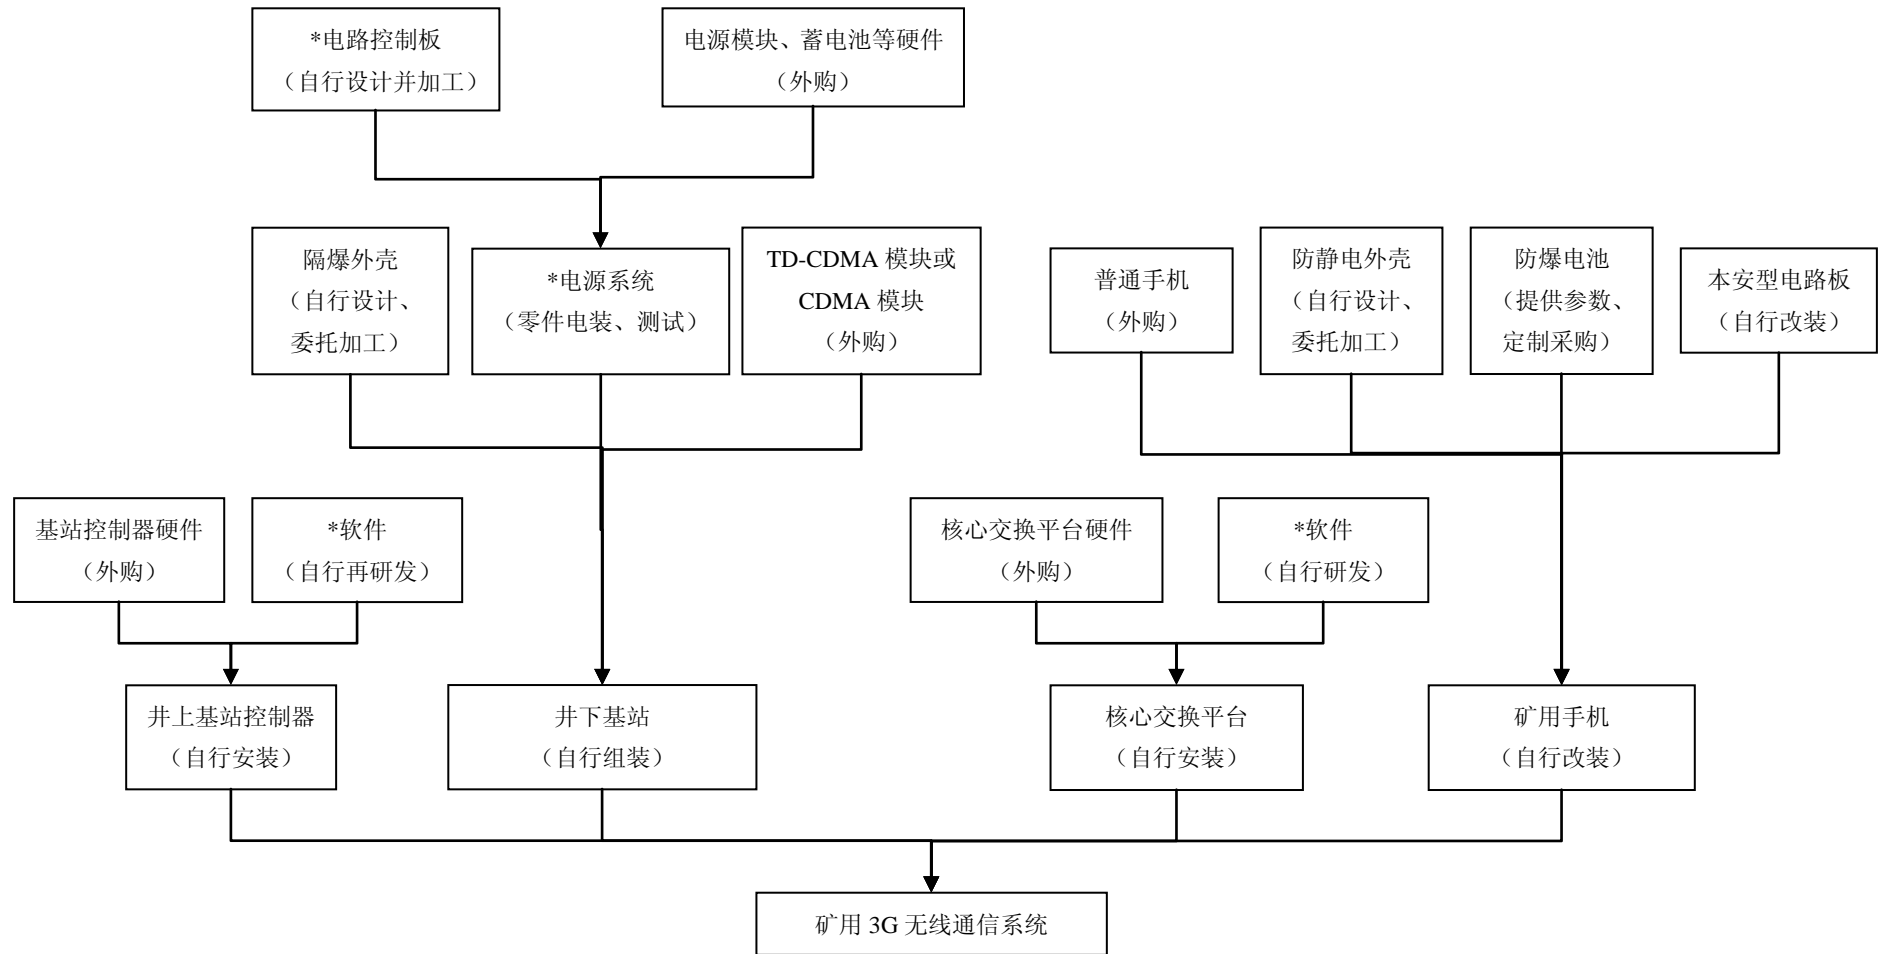 *电路控制板
（自行设计并加工）
电源模块、蓄电池等硬件
（外购）
隔爆外壳
（自行设计、
委托加工）
*电源系统
（零件电装、测试）
TD-CDMA 模块或
CDMA 模块
（外购）
普通手机
（外购）
防静电外壳
（自行设计、
委托加工）
防爆电池
（提供参数、
定制采购）
本安型电路板
（自行改装）
基站控制器硬件
（外购）
*软件
（自行再研发）
核心交换平台硬件
（外购）
*软件
（自行研发）
井上基站控制器
（自行安装）
井下基站
（自行组装）
核心交换平台
（自行安装）
矿用手机
（自行改装）
矿用 3G 无线通信系统